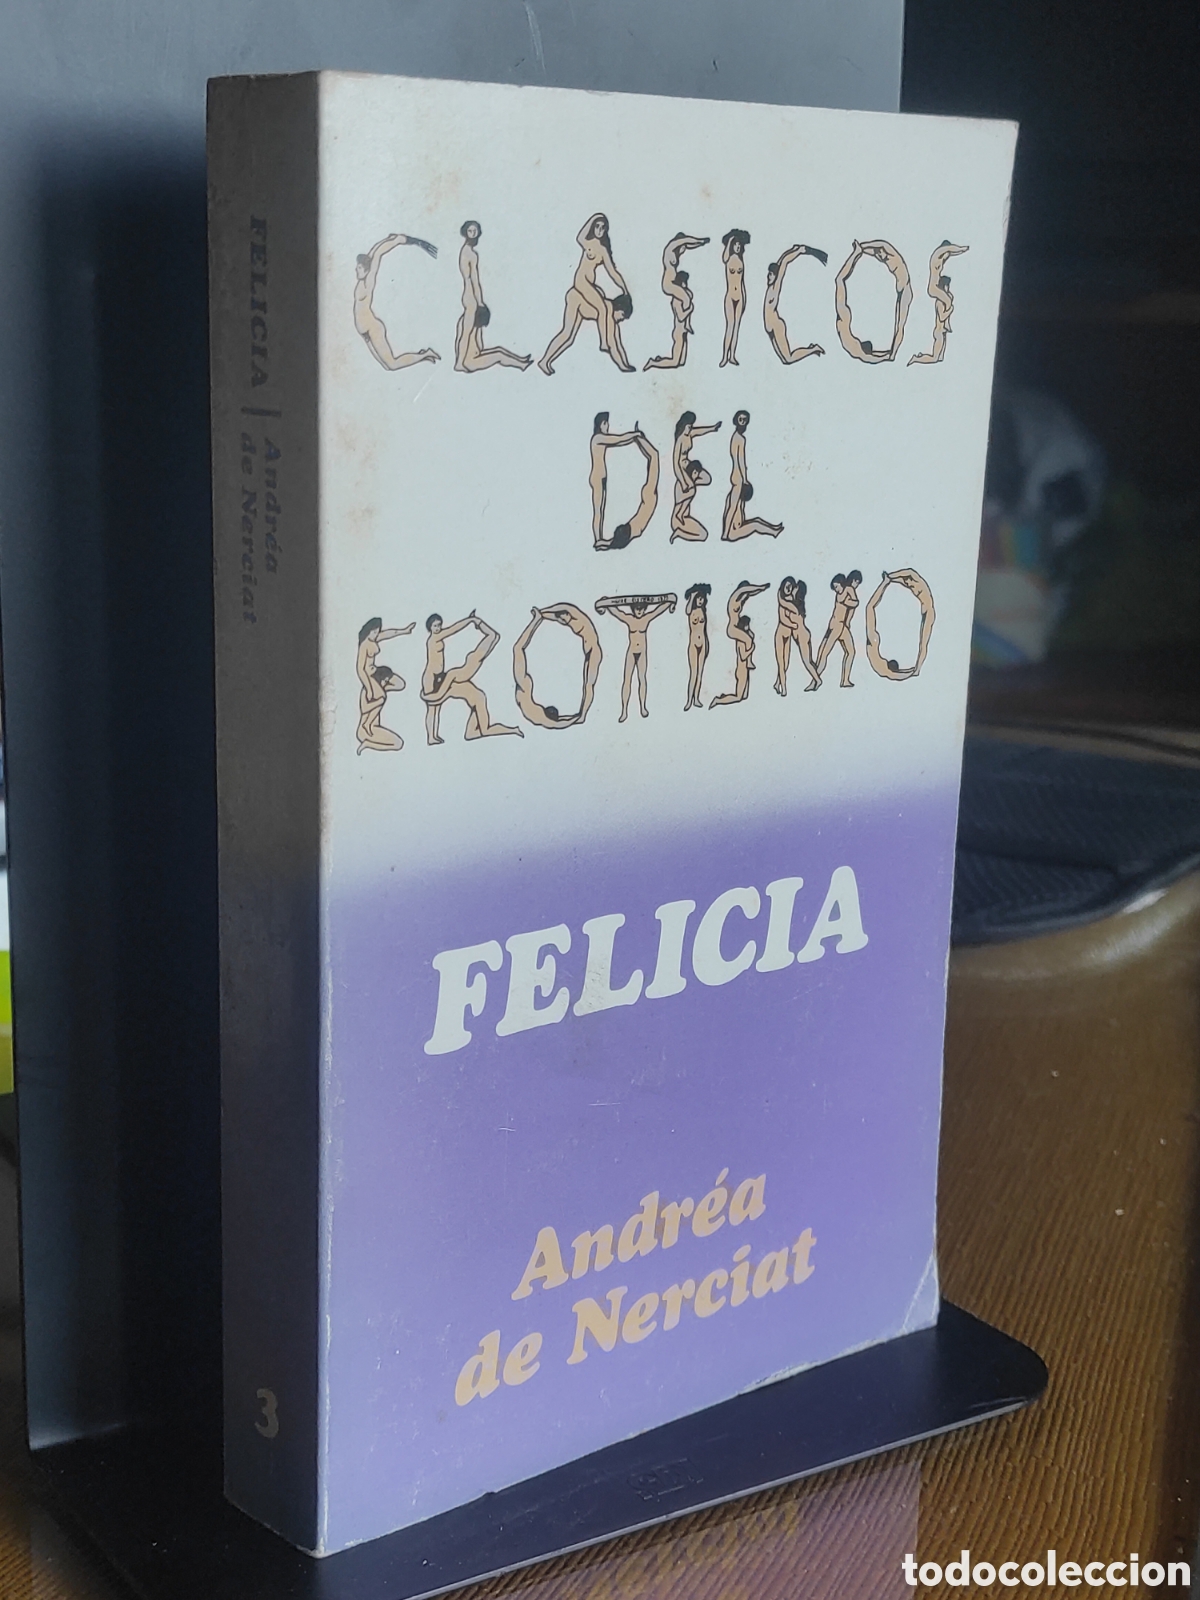 CLASICOS
DEL
EROTISMO
FELICIA
Andréa
de Nerciat
FELICIA
Andréa
de Nerciat
3
todocoleccion